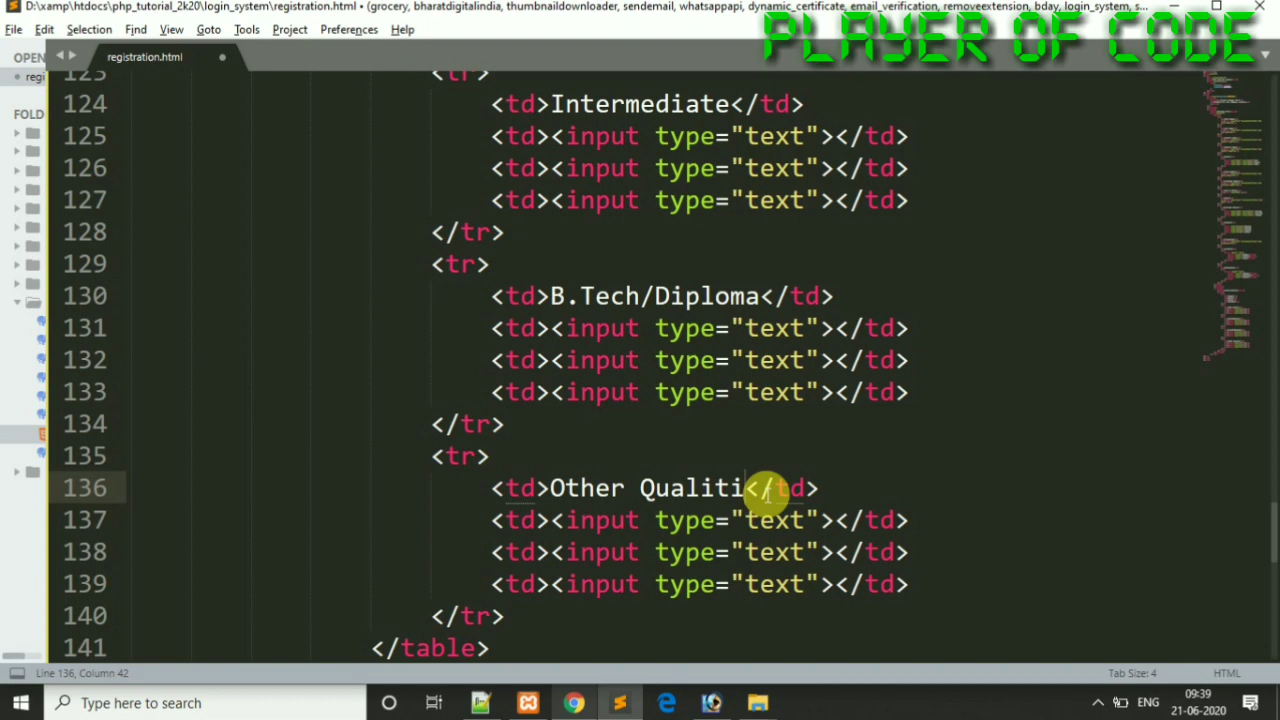 D:\xamp\htdocs\php_tutorial_2k20\login_system\registration.html • (grocery, bharatdigitalindia, thumbnaildownloader, sendemail, whatsappapi, dynamic_certificate, email_verification, removeextension, bday, login_system, s...
File Edit Selection Find View Goto Tools Project Preferences Help
PLAYER OF CODE
OPEN
registration.html
regi
FOLD
123 <tr>
124 <td>Intermediate</td>
125 <td><input type="text"></td>
126 <td><input type="text"></td>
127 <td><input type="text"></td>
128 </tr>
129 <tr>
130 <td>B.Tech/Diploma</td>
131 <td><input type="text"></td>
132 <td><input type="text"></td>
133 <td><input type="text"></td>
134 </tr>
135 <tr>
136 <td>Other Qualiti</td>
137 <td><input type="text"></td>
138 <td><input type="text"></td>
139 <td><input type="text"></td>
140 </tr>
141 </table>
Line 136, Column 42
Tab Size: 4
HTML
Type here to search
ENG
09:39
21-06-2020